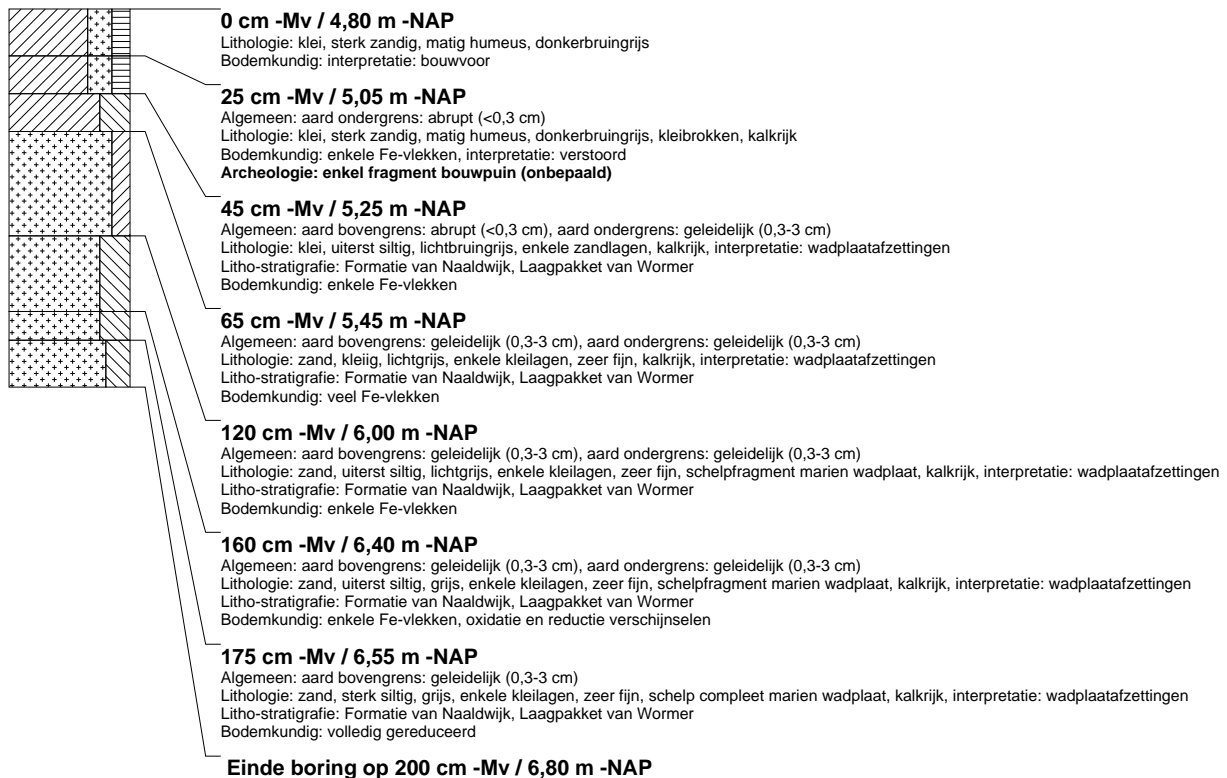 0 cm -Mv / 4,80 m -NAP
Lithologie: klei, sterk zandig, matig humeus, donkerbruingrijs
Bodemkundig: interpretatie: bouwvoor
25 cm -Mv / 5,05 m -NAP
Algemeen: aard ondergrens: abrupt (<0,3 cm)
Lithologie: klei, sterk zandig, matig humeus, donkerbruingrijs, kleibrokken, kalkrijk
Bodemkundig: enkele Fe-vlekken, interpretatie: verstoord
Archeologie: enkel fragment bouwpuin (onbepaald)
45 cm -Mv / 5,25 m -NAP
Algemeen: aard bovengrens: abrupt (<0,3 cm), aard ondergrens: geleidelijk (0,3-3 cm)
Lithologie: klei, uiterst siltig, lichtbruingrijs, enkele zandlagen, kalkrijk, interpretatie: wadplaatafzettingen
Litho-stratigrafie: Formatie van Naaldwijk, Laagpakket van Wormer
Bodemkundig: enkele Fe-vlekken
65 cm -Mv / 5,45 m -NAP
Algemeen: aard bovengrens: geleidelijk (0,3-3 cm), aard ondergrens: geleidelijk (0,3-3 cm)
Lithologie: zand, kleiig, lichtgrijs, enkele kleilagen, zeer fijn, kalkrijk, interpretatie: wadplaatafzettingen
Litho-stratigrafie: Formatie van Naaldwijk, Laagpakket van Wormer
Bodemkundig: veel Fe-vlekken
120 cm -Mv / 6,00 m -NAP
Algemeen: aard bovengrens: geleidelijk (0,3-3 cm), aard ondergrens: geleidelijk (0,3-3 cm)
Lithologie: zand, uiterst siltig, lichtgrijs, enkele kleilagen, zeer fijn, schelpfragment marien wadplaat, kalkrijk, interpretatie: wadplaatafzettingen
Litho-stratigrafie: Formatie van Naaldwijk, Laagpakket van Wormer
Bodemkundig: enkele Fe-vlekken
160 cm -Mv / 6,40 m -NAP
Algemeen: aard bovengrens: geleidelijk (0,3-3 cm), aard ondergrens: geleidelijk (0,3-3 cm)
Lithologie: zand, uiterst siltig, grijs, enkele kleilagen, zeer fijn, schelpfragment marien wadplaat, kalkrijk, interpretatie: wadplaatafzettingen
Litho-stratigrafie: Formatie van Naaldwijk, Laagpakket van Wormer
Bodemkundig: enkele Fe-vlekken, oxidatie en reductie verschijnselen
175 cm -Mv / 6,55 m -NAP
Algemeen: aard bovengrens: geleidelijk (0,3-3 cm)
Lithologie: zand, sterk siltig, grijs, enkele kleilagen, zeer fijn, schelp compleet marien wadplaat, kalkrijk, interpretatie: wadplaatafzettingen
Litho-stratigrafie: Formatie van Naaldwijk, Laagpakket van Wormer
Bodemkundig: volledig gereduceerd
Einde boring op 200 cm -Mv / 6,80 m -NAP